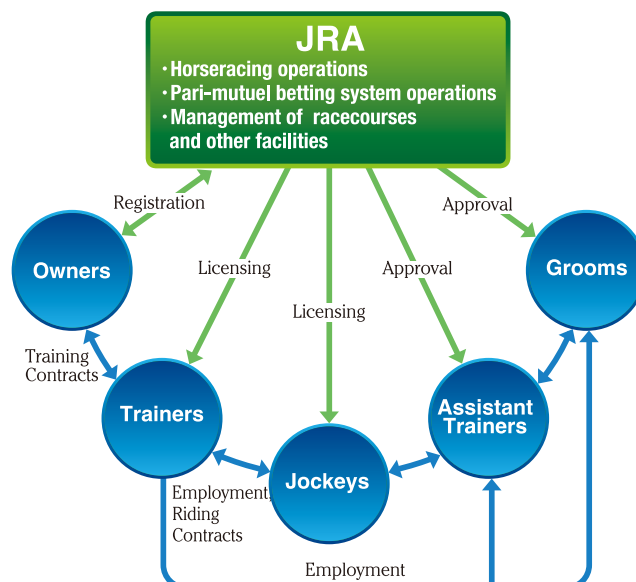 JRA
・Horseracing operations
・Pari-mutuel betting system operations
・Management of racecourses
and other facilities
Registration
Approval
Owners
Licensing
Approval
Grooms
Licensing
Training
Contracts
Trainers
Assistant
Trainers
Jockeys
Employment,
Riding
Contracts
Employment